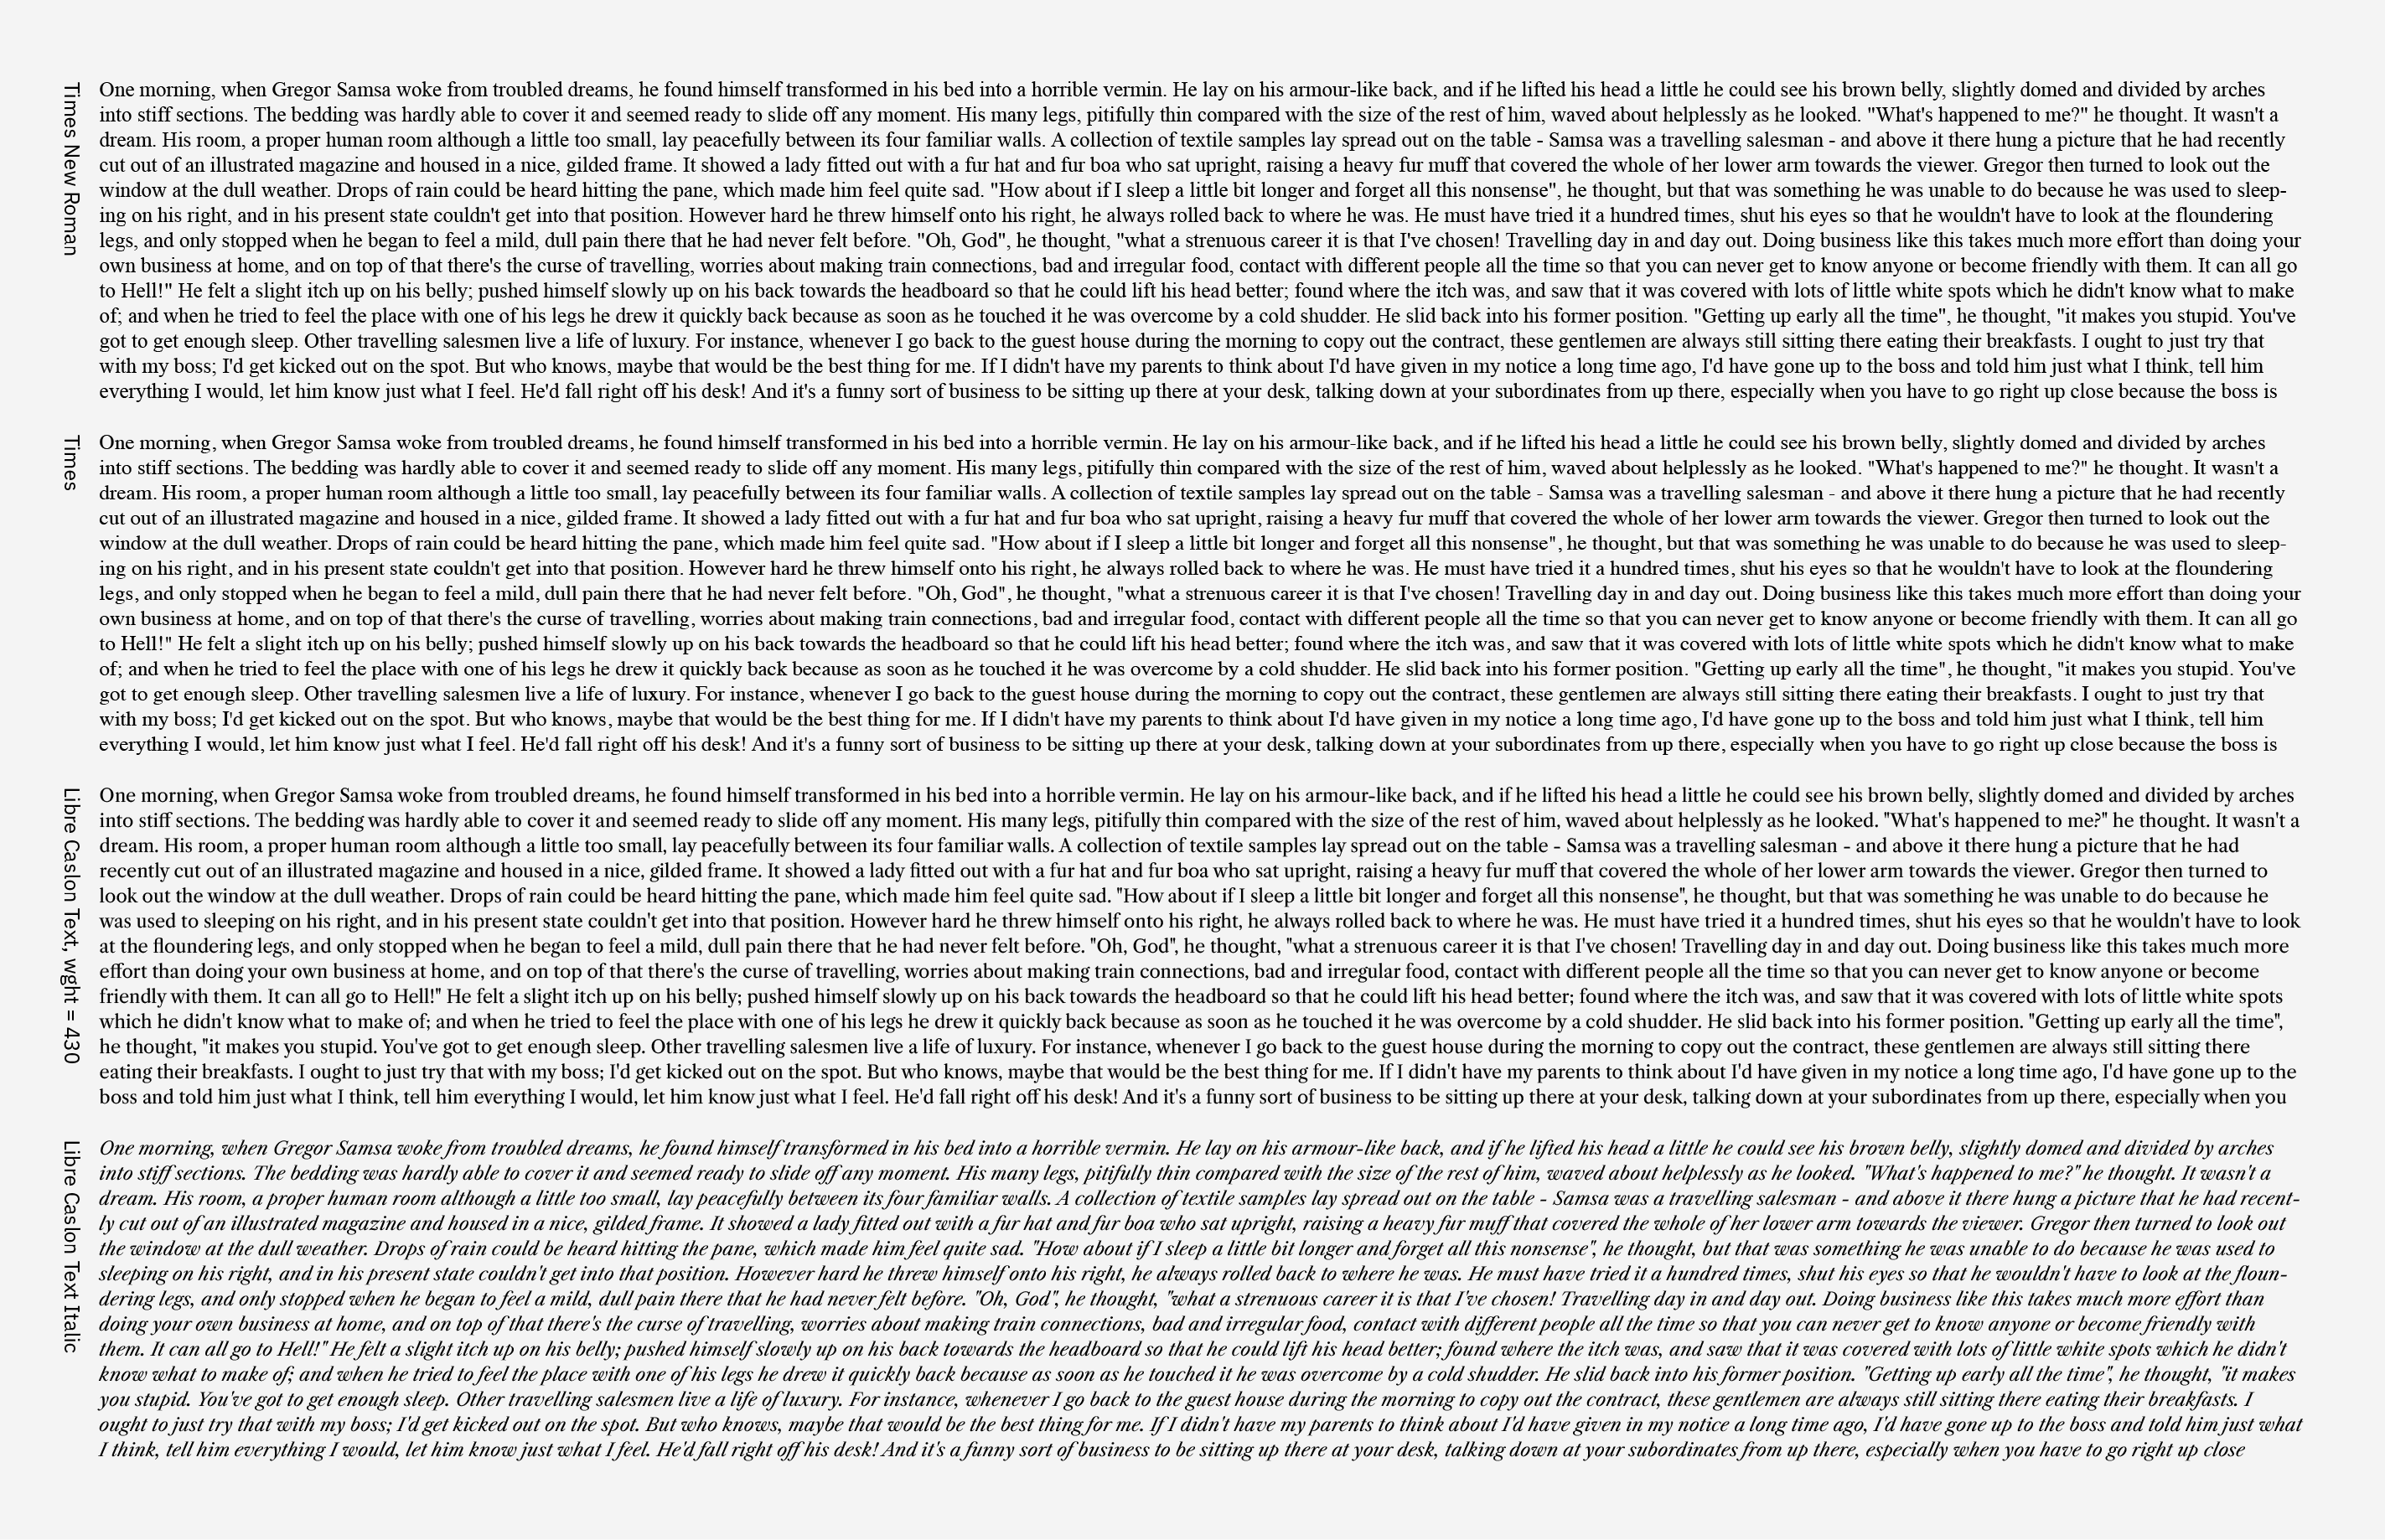 Times New Roman
One morning, when Gregor Samsa woke from troubled dreams, he found himself transformed in his bed into a horrible vermin. He lay on his armour-like back, and if he lifted his head a little he could see his brown belly, slightly domed and divided by arches
into stiff sections. The bedding was hardly able to cover it and seemed ready to slide off any moment. His many legs, pitifully thin compared with the size of the rest of him, waved about helplessly as he looked. "What's happened to me?" he thought. It wasn't a
dream. His room, a proper human room although a little too small, lay peacefully between its four familiar walls. A collection of textile samples lay spread out on the table - Samsa was a travelling salesman - and above it there hung a picture that he had recently
cut out of an illustrated magazine and housed in a nice, gilded frame. It showed a lady fitted out with a fur hat and fur boa who sat upright, raising a heavy fur muff that covered the whole of her lower arm towards the viewer. Gregor then turned to look out the
window at the dull weather. Drops of rain could be heard hitting the pane, which made him feel quite sad. "How about if I sleep a little bit longer and forget all this nonsense", he thought, but that was something he was unable to do because he was used to sleep-
ing on his right, and in his present state couldn't get into that position. However hard he threw himself onto his right, he always rolled back to where he was. He must have tried it a hundred times, shut his eyes so that he wouldn't have to look at the floundering
legs, and only stopped when he began to feel a mild, dull pain there that he had never felt before. "Oh, God", he thought, "what a strenuous career it is that I've chosen! Travelling day in and day out. Doing business like this takes much more effort than doing your
own business at home, and on top of that there's the curse of travelling, worries about making train connections, bad and irregular food, contact with different people all the time so that you can never get to know anyone or become friendly with them. It can all go
to Hell!" He felt a slight itch up on his belly; pushed himself slowly up on his back towards the headboard so that he could lift his head better; found where the itch was, and saw that it was covered with lots of little white spots which he didn't know what to make
of; and when he tried to feel the place with one of his legs he drew it quickly back because as soon as he touched it he was overcome by a cold shudder. He slid back into his former position. "Getting up early all the time", he thought, "it makes you stupid. You've
got to get enough sleep. Other travelling salesmen live a life of luxury. For instance, whenever I go back to the guest house during the morning to copy out the contract, these gentlemen are always still sitting there eating their breakfasts. I ought to just try that
with my boss; I'd get kicked out on the spot. But who knows, maybe that would be the best thing for me. If I didn't have my parents to think about I'd have given in my notice a long time ago, I'd have gone up to the boss and told him just what I think, tell him
everything I would, let him know just what I feel. He'd fall right off his desk! And it's a funny sort of business to be sitting up there at your desk, talking down at your subordinates from up there, especially when you have to go right up close because the boss is
Times
One morning, when Gregor Samsa woke from troubled dreams, he found himself transformed in his bed into a horrible vermin. He lay on his armour-like back, and if he lifted his head a little he could see his brown belly, slightly domed and divided by arches
into stiff sections. The bedding was hardly able to cover it and seemed ready to slide off any moment. His many legs, pitifully thin compared with the size of the rest of him, waved about helplessly as he looked. "What's happened to me?" he thought. It wasn't a
dream. His room, a proper human room although a little too small, lay peacefully between its four familiar walls. A collection of textile samples lay spread out on the table - Samsa was a travelling salesman - and above it there hung a picture that he had recently
cut out of an illustrated magazine and housed in a nice, gilded frame. It showed a lady fitted out with a fur hat and fur boa who sat upright, raising a heavy fur muff that covered the whole of her lower arm towards the viewer. Gregor then turned to look out the
window at the dull weather. Drops of rain could be heard hitting the pane, which made him feel quite sad. "How about if I sleep a little bit longer and forget all this nonsense", he thought, but that was something he was unable to do because he was used to sleep-
ing on his right, and in his present state couldn't get into that position. However hard he threw himself onto his right, he always rolled back to where he was. He must have tried it a hundred times, shut his eyes so that he wouldn't have to look at the floundering
legs, and only stopped when he began to feel a mild, dull pain there that he had never felt before. "Oh, God", he thought, "what a strenuous career it is that I've chosen! Travelling day in and day out. Doing business like this takes much more effort than doing your
own business at home, and on top of that there's the curse of travelling, worries about making train connections, bad and irregular food, contact with different people all the time so that you can never get to know anyone or become friendly with them. It can all go
to Hell!" He felt a slight itch up on his belly; pushed himself slowly up on his back towards the headboard so that he could lift his head better; found where the itch was, and saw that it was covered with lots of little white spots which he didn't know what to make
of; and when he tried to feel the place with one of his legs he drew it quickly back because as soon as he touched it he was overcome by a cold shudder. He slid back into his former position. "Getting up early all the time", he thought, "it makes you stupid. You've
got to get enough sleep. Other travelling salesmen live a life of luxury. For instance, whenever I go back to the guest house during the morning to copy out the contract, these gentlemen are always still sitting there eating their breakfasts. I ought to just try that
with my boss; I'd get kicked out on the spot. But who knows, maybe that would be the best thing for me. If I didn't have my parents to think about I'd have given in my notice a long time ago, I'd have gone up to the boss and told him just what I think, tell him
everything I would, let him know just what I feel. He'd fall right off his desk! And it's a funny sort of business to be sitting up there at your desk, talking down at your subordinates from up there, especially when you have to go right up close because the boss is
Libre Caslon Text, wght = 430
One morning, when Gregor Samsa woke from troubled dreams, he found himself transformed in his bed into a horrible vermin. He lay on his armour-like back, and if he lifted his head a little he could see his brown belly, slightly domed and divided by arches
into stiff sections. The bedding was hardly able to cover it and seemed ready to slide off any moment. His many legs, pitifully thin compared with the size of the rest of him, waved about helplessly as he looked. "What's happened to me?" he thought. It wasn't a
dream. His room, a proper human room although a little too small, lay peacefully between its four familiar walls. A collection of textile samples lay spread out on the table - Samsa was a travelling salesman - and above it there hung a picture that he had
recently cut out of an illustrated magazine and housed in a nice, gilded frame. It showed a lady fitted out with a fur hat and fur boa who sat upright, raising a heavy fur muff that covered the whole of her lower arm towards the viewer. Gregor then turned to
look out the window at the dull weather. Drops of rain could be heard hitting the pane, which made him feel quite sad. "How about if I sleep a little bit longer and forget all this nonsense", he thought, but that was something he was unable to do because he
was used to sleeping on his right, and in his present state couldn't get into that position. However hard he threw himself onto his right, he always rolled back to where he was. He must have tried it a hundred times, shut his eyes so that he wouldn't have to look
at the floundering legs, and only stopped when he began to feel a mild, dull pain there that he had never felt before. "Oh, God", he thought, "what a strenuous career it is that I've chosen! Travelling day in and day out. Doing business like this takes much more
effort than doing your own business at home, and on top of that there's the curse of travelling, worries about making train connections, bad and irregular food, contact with different people all the time so that you can never get to know anyone or become
friendly with them. It can all go to Hell!" He felt a slight itch up on his belly; pushed himself slowly up on his back towards the headboard so that he could lift his head better; found where the itch was, and saw that it was covered with lots of little white spots
which he didn't know what to make of; and when he tried to feel the place with one of his legs he drew it quickly back because as soon as he touched it he was overcome by a cold shudder. He slid back into his former position. "Getting up early all the time",
he thought, "it makes you stupid. You've got to get enough sleep. Other travelling salesmen live a life of luxury. For instance, whenever I go back to the guest house during the morning to copy out the contract, these gentlemen are always still sitting there
eating their breakfasts. I ought to just try that with my boss; I'd get kicked out on the spot. But who knows, maybe that would be the best thing for me. If I didn't have my parents to think about I'd have given in my notice a long time ago, I'd have gone up to the
boss and told him just what I think, tell him everything I would, let him know just what I feel. He'd fall right off his desk! And it's a funny sort of business to be sitting up there at your desk, talking down at your subordinates from up there, especially when you
Libre Caslon Text Italic
One morning, when Gregor Samsa woke from troubled dreams, he found himself transformed in his bed into a horrible vermin. He lay on his armour-like back, and if he lifted his head a little he could see his brown belly, slightly domed and divided by arches
into stiff sections. The bedding was hardly able to cover it and seemed ready to slide off any moment. His many legs, pitifully thin compared with the size of the rest of him, waved about helplessly as he looked. "What's happened to me?" he thought. It wasn't a
dream. His room, a proper human room although a little too small, lay peacefully between its four familiar walls. A collection of textile samples lay spread out on the table - Samsa was a travelling salesman - and above it there hung a picture that he had recent-
ly cut out of an illustrated magazine and housed in a nice, gilded frame. It showed a lady fitted out with a fur hat and fur boa who sat upright, raising a heavy fur muff that covered the whole of her lower arm towards the viewer. Gregor then turned to look out
the window at the dull weather. Drops of rain could be heard hitting the pane, which made him feel quite sad. "How about if I sleep a little bit longer and forget all this nonsense", he thought, but that was something he was unable to do because he was used to
sleeping on his right, and in his present state couldn't get into that position. However hard he threw himself onto his right, he always rolled back to where he was. He must have tried it a hundred times, shut his eyes so that he wouldn't have to look at the floun-
dering legs, and only stopped when he began to feel a mild, dull pain there that he had never felt before. "Oh, God", he thought, "what a strenuous career it is that I've chosen! Travelling day in and day out. Doing business like this takes much more effort than
doing your own business at home, and on top of that there's the curse of travelling, worries about making train connections, bad and irregular food, contact with different people all the time so that you can never get to know anyone or become friendly with
them. It can all go to Hell!" He felt a slight itch up on his belly; pushed himself slowly up on his back towards the headboard so that he could lift his head better; found where the itch was, and saw that it was covered with lots of little white spots which he didn't
know what to make of; and when he tried to feel the place with one of his legs he drew it quickly back because as soon as he touched it he was overcome by a cold shudder. He slid back into his former position. "Getting up early all the time", he thought, "it makes
you stupid. You've got to get enough sleep. Other travelling salesmen live a life of luxury. For instance, whenever I go back to the guest house during the morning to copy out the contract, these gentlemen are always still sitting there eating their breakfasts. I
ought to just try that with my boss; I'd get kicked out on the spot. But who knows, maybe that would be the best thing for me. If I didn't have my parents to think about I'd have given in my notice a long time ago, I'd have gone up to the boss and told him just what
I think, tell him everything I would, let him know just what I feel. He'd fall right off his desk! And it's a funny sort of business to be sitting up there at your desk, talking down at your subordinates from up there, especially when you have to go right up close